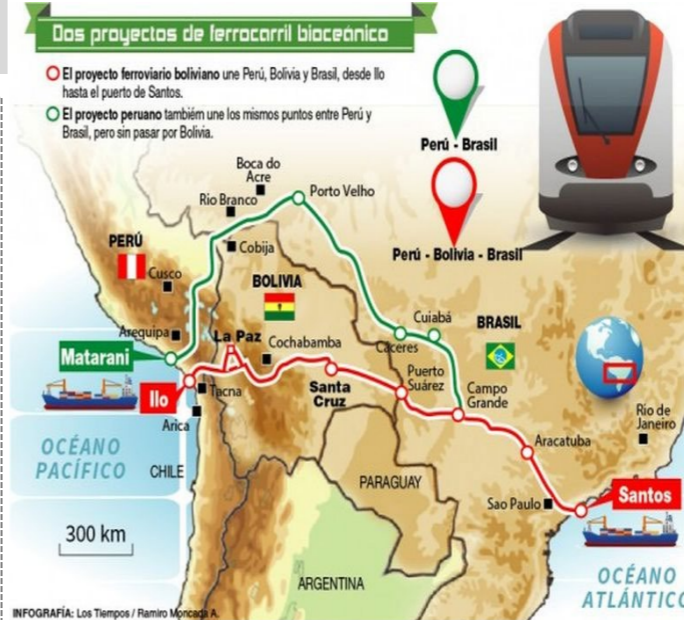 Dos proyectos de ferrocarril bioceánico
El proyecto ferroviario boliviano une Perú, Bolivia y Brasil, desde Ilo
hasta el puerto de Santos.
El proyecto peruano también une los mismos puntos entre Perú y
Brasil, pero sin pasar por Bolivia.
Perú - Brasil
Perú - Bolivia - Brasil
Boca do
Acre
Rio Branco
Porto Velho
PERÚ
Cobija
Cusco
BOLIVIA
Arequipa
La Paz
Cochabamba
Cuiabá
BRASIL
Cáceres
Matarani
Ilo
Tacna
Santa
Cruz
Puerto
Suárez
Campo
Grande
Arica
Rio de
Janeiro
Aracatuba
OCÉANO
PACÍFICO
CHILE
PARAGUAY
Sao Paulo
Santos
300 km
ARGENTINA
OCÉANO
ATLÁNTICO
INFOGRAFÍA: Los Tiempos / Ramiro Moncada A.